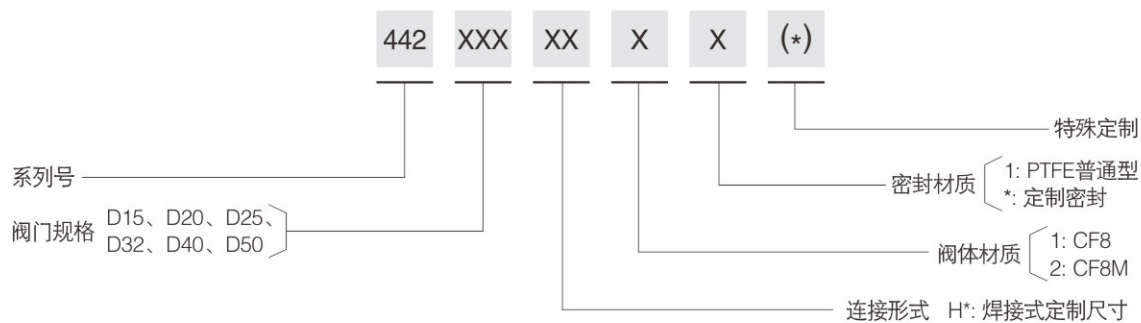 442 XXX XX X X (*)
特殊定制
系列号
密封材质 1: PTFE普通型
*: 定制密封
阀门规格 D15、D20、D25、
D32、D40、D50
阀体材质 1: CF8
2: CF8M
连接形式 H*: 焊接式定制尺寸